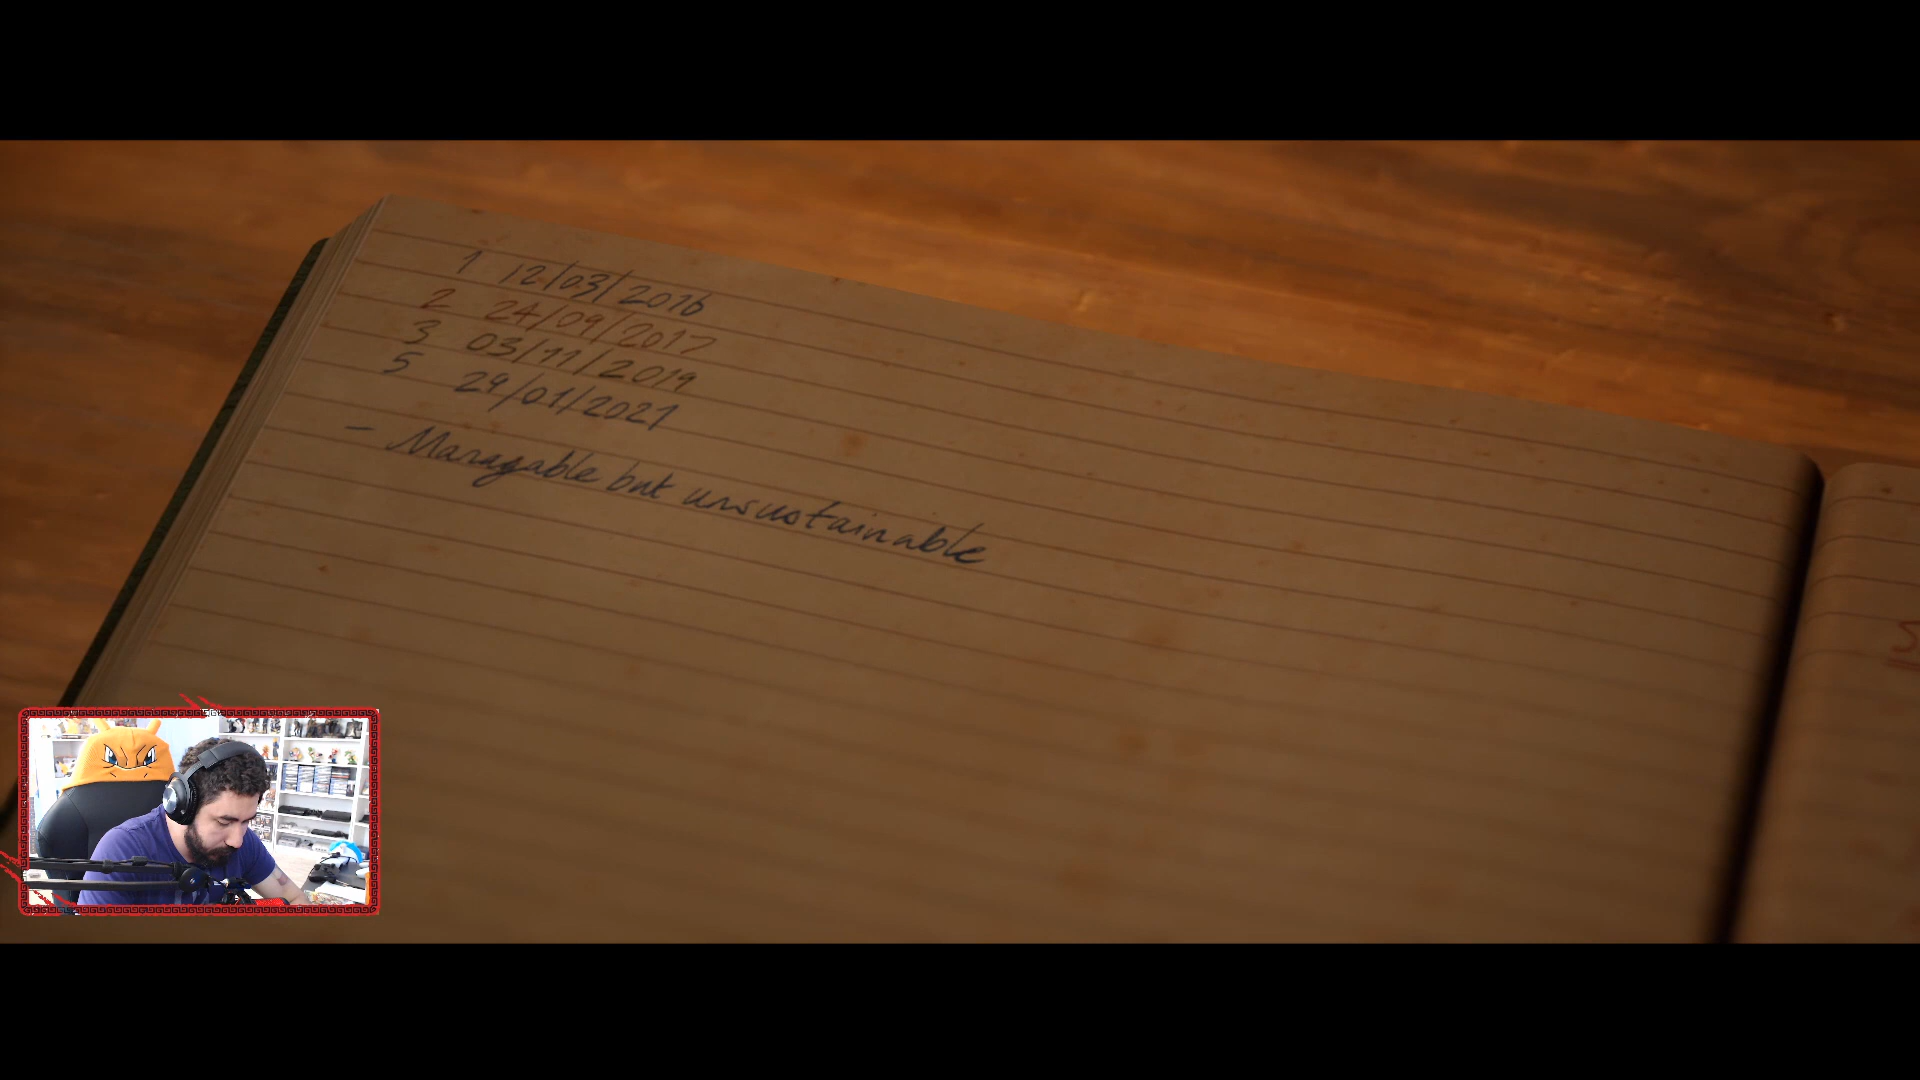 1 12/03/2016
2 24/09/2017
3 03/11/2019
5 29/01/2021
- Managable but unsustainable